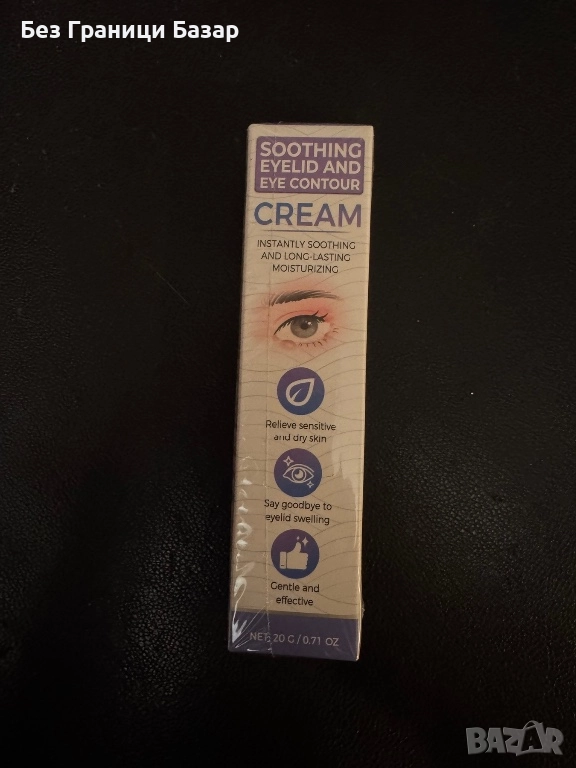 Без Граници Базар
SOOTHING
EYELID AND
EYE CONTOUR
CREAM
INSTANTLY SOOTHING
AND LONG-LASTING
MOISTURIZING
Relieve sensitive
and dry skin
Say goodbye to
eyelid swelling
Gentle and
effective
NET: 20 G / 0.71 OZ
BAZAR